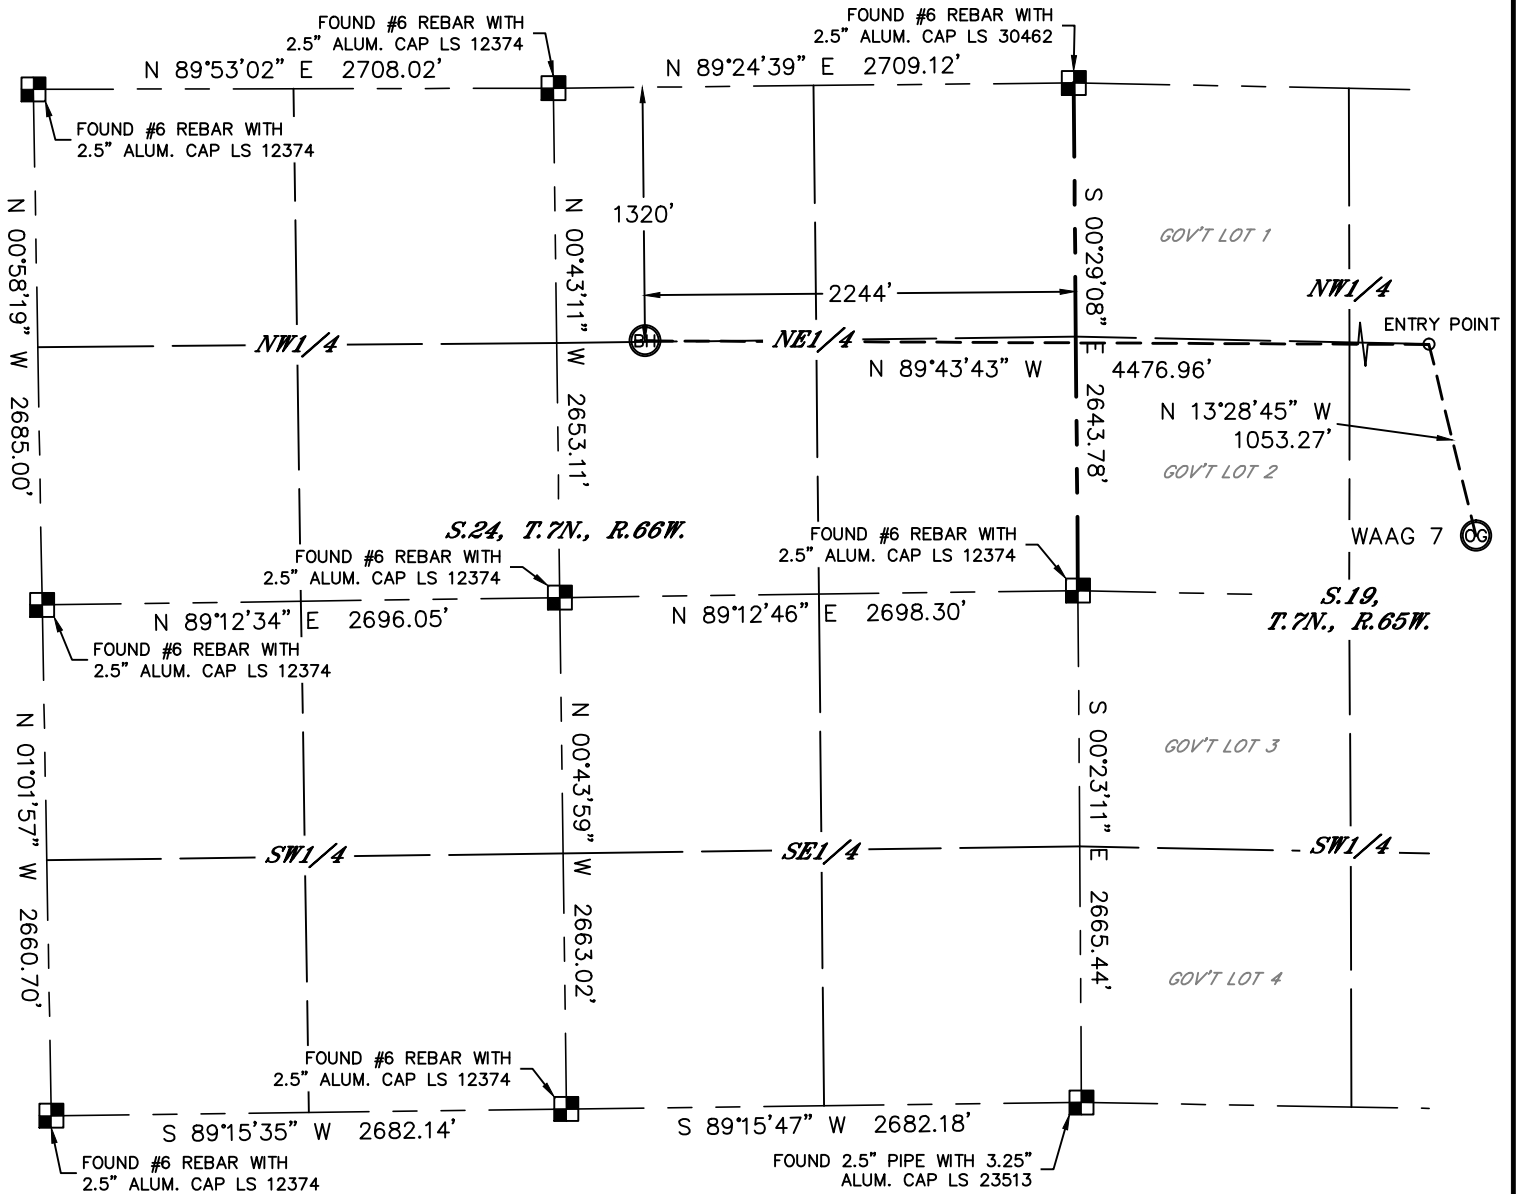 FOUND #6 REBAR WITH
2.5" ALUM. CAP LS 12374
FOUND #6 REBAR WITH
2.5" ALUM. CAP LS 30462
N 89°53'02" E 2708.02'
N 89°24'39" E 2709.12'
FOUND #6 REBAR WITH
2.5" ALUM. CAP LS 12374
N 00°58'19" W 2685.00'
N 00°43'11" W 2653.11'
1320'
S 00°29'08" E 2643.78'
GOV'T LOT 1
2244'
NW1/4
NW1/4
BH
NE1/4
ENTRY POINT
N 89°43'43" W 4476.96'
N 13°28'45" W
1053.27'
GOV'T LOT 2
S.24, T.7N., R.66W.
WAAG 7
OG
FOUND #6 REBAR WITH
2.5" ALUM. CAP LS 12374
FOUND #6 REBAR WITH
2.5" ALUM. CAP LS 12374
S.19,
T.7N., R.65W.
N 89°12'34" E 2696.05'
N 89°12'46" E 2698.30'
FOUND #6 REBAR WITH
2.5" ALUM. CAP LS 12374
N 01°01'57" W 2660.70'
N 00°43'59" W 2663.02'
S 00°23'11" E 2665.44'
GOV'T LOT 3
SW1/4
SE1/4
SW1/4
GOV'T LOT 4
FOUND #6 REBAR WITH
2.5" ALUM. CAP LS 12374
S 89°15'35" W 2682.14'
S 89°15'47" W 2682.18'
FOUND #6 REBAR WITH
2.5" ALUM. CAP LS 12374
FOUND 2.5" PIPE WITH 3.25"
ALUM. CAP LS 23513